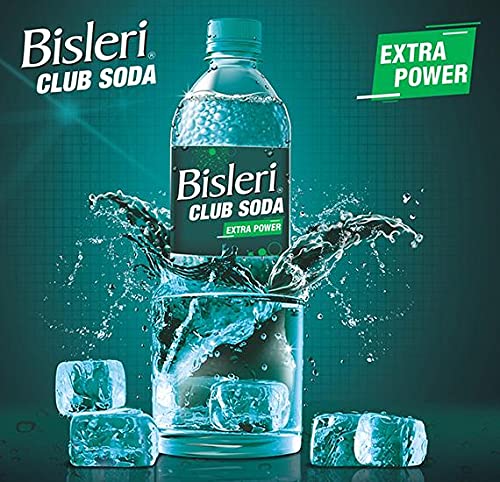 Bisleri®
CLUB SODA
EXTRA
POWER
Bisleri®
CLUB SODA
EXTRA POWER